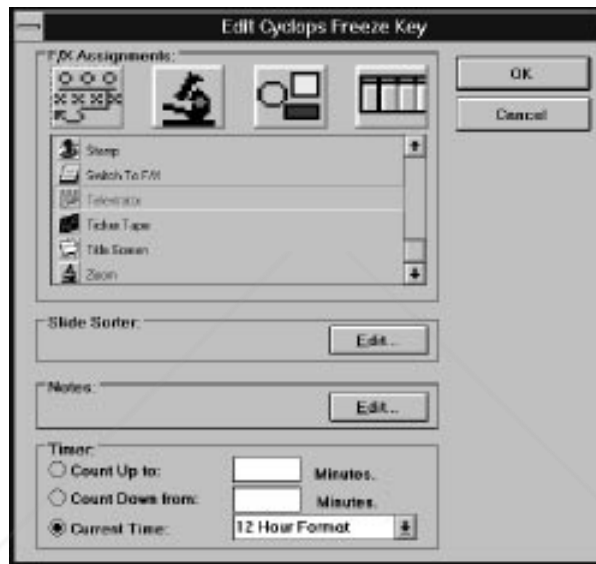 Edit Cyclops Freeze Key
F/X Assignments:
OK
Cancel
Stamp
Switch To F/X
Telestrator
Ticker Tape
Title Screen
Zoom
Slide Sorter:
Edit...
Notes:
Edit...
Timer:
Count Up to:
Minutes.
Count Down from:
Minutes.
Current Time:
12 Hour Format